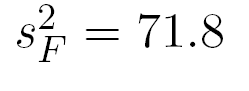 $s_F^2 = 71.8$